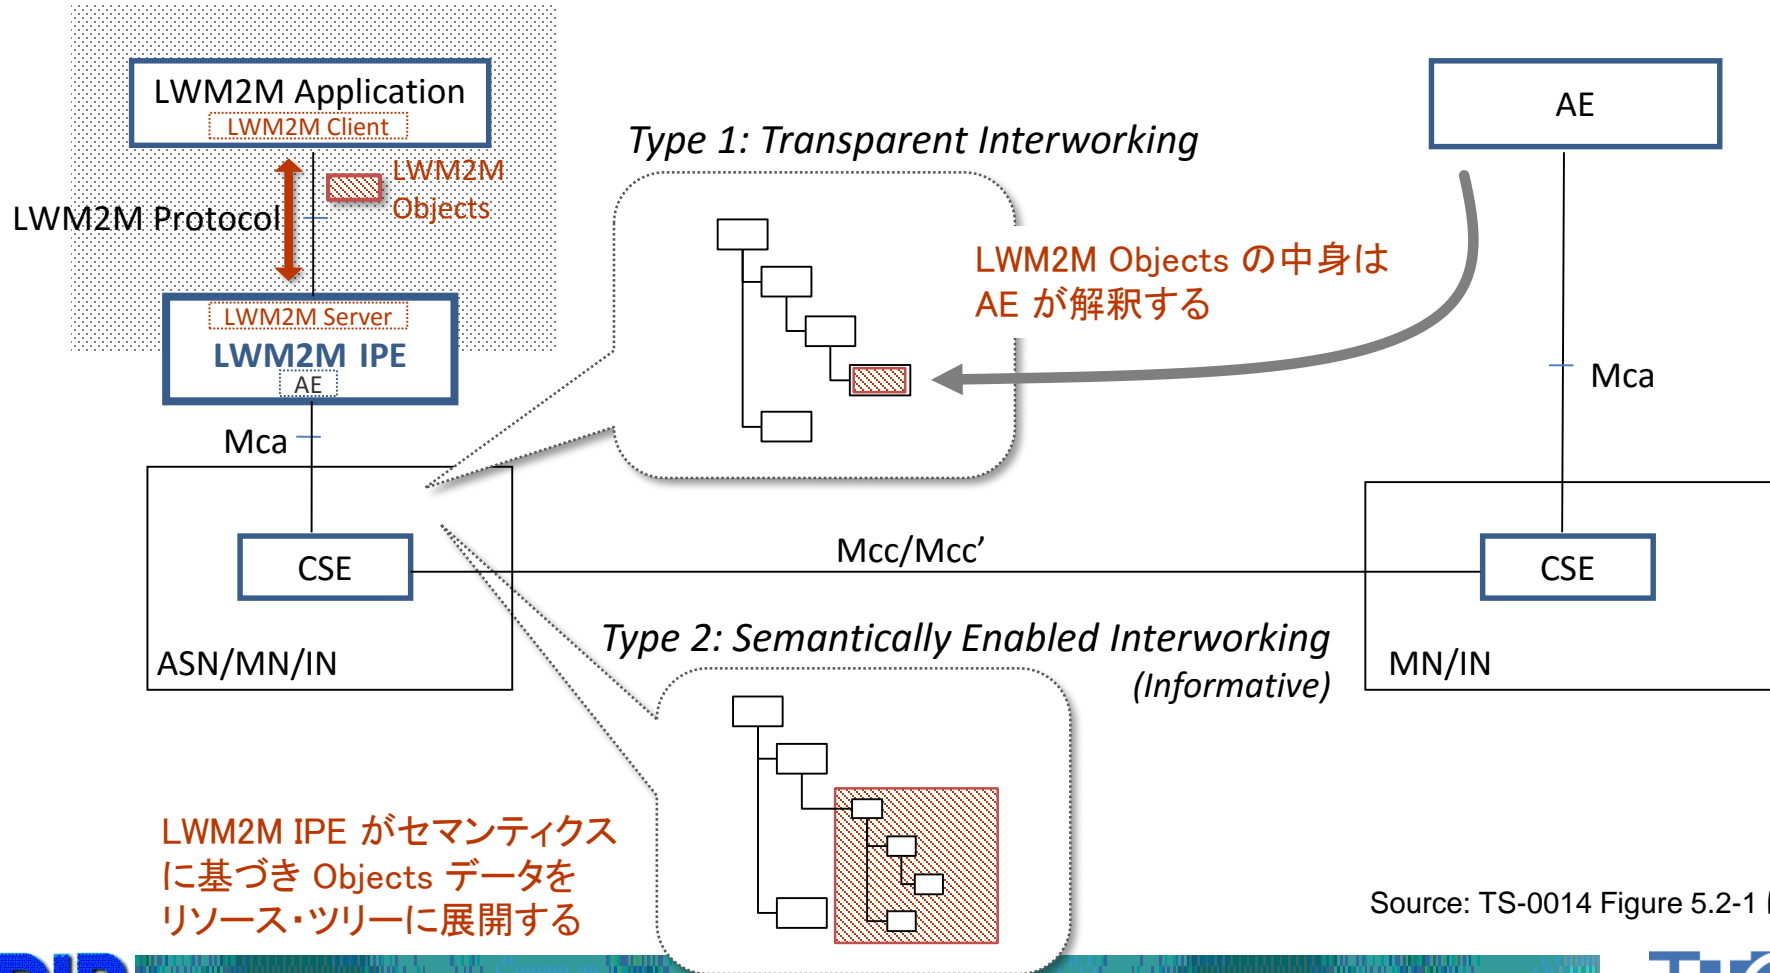 LWM2M Application
LWM2M Client
LWM2M
Objects
LWM2M Protocol
LWM2M Server
LWM2M IPE
AE
Mca
CSE
ASN/MN/IN
Type 1: Transparent Interworking
LWM2M Objects の中身は
AE が解釈する
AE
Mca
Mcc/Mcc’
CSE
MN/IN
Type 2: Semantically Enabled Interworking
(Informative)
LWM2M IPE がセマンティクス
に基づき Objects データを
リソース・ツリーに展開する
Source: TS-0014 Figure 5.2-1